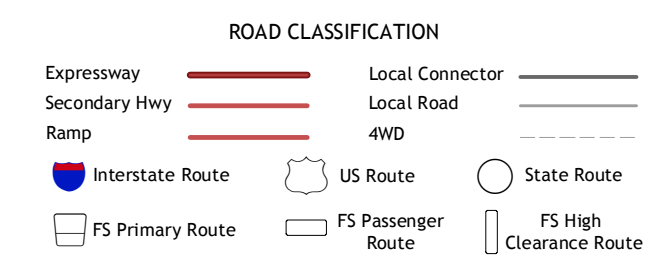 ROAD CLASSIFICATION
Expressway
Local Connector
Secondary Hwy
Local Road
Ramp
4WD
Interstate Route
US Route
State Route
FS Primary Route
FS Passenger
Route
FS High
Clearance Route